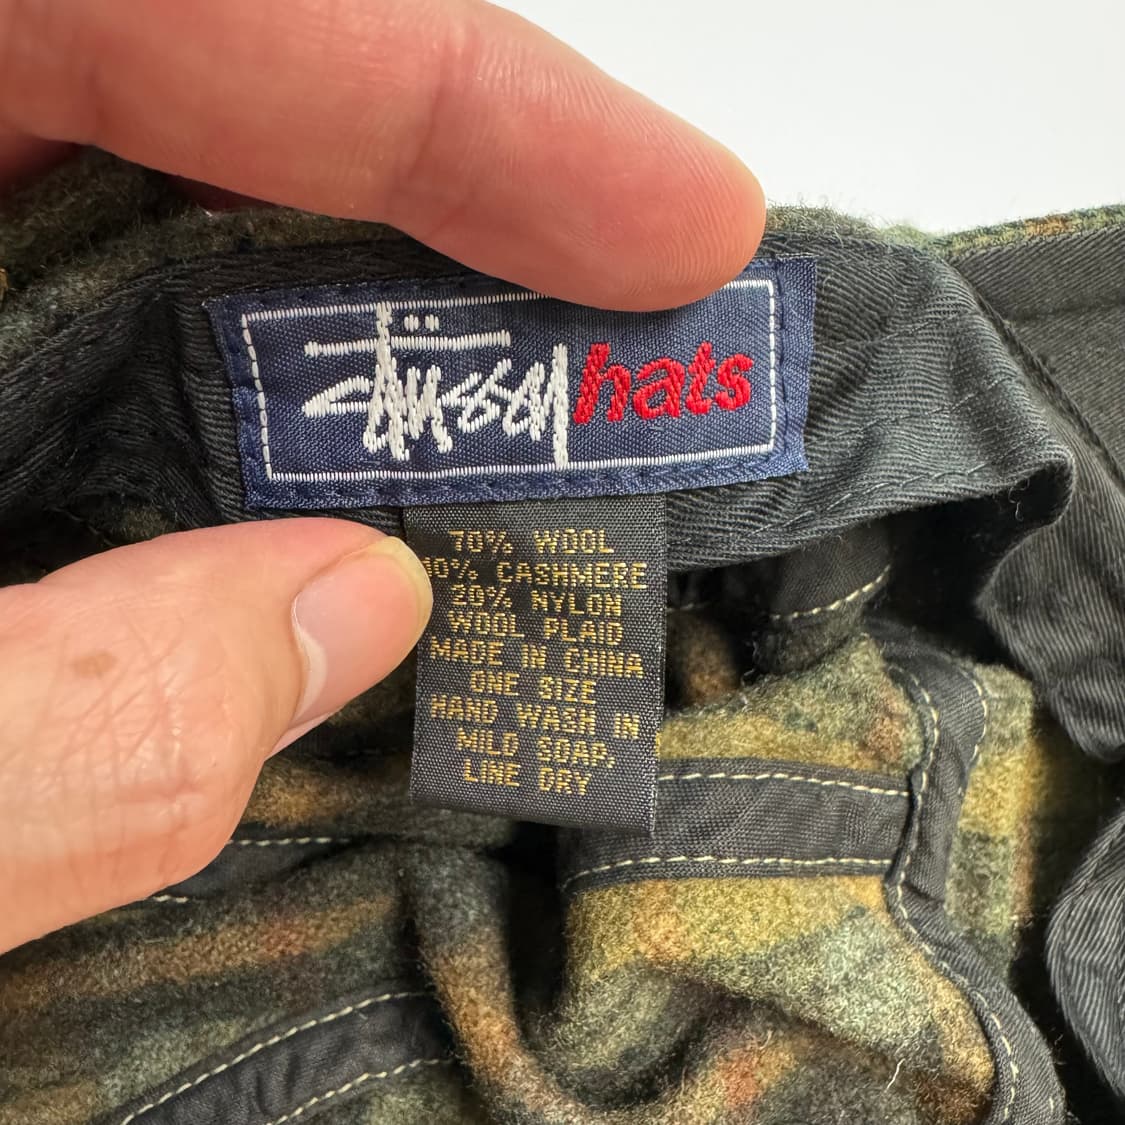 Stüssy hats
70% WOOL
10% CASHMERE
20% NYLON
WOOL PLAID
MADE IN CHINA
ONE SIZE
HAND WASH IN
MILD SOAP,
LINE DRY